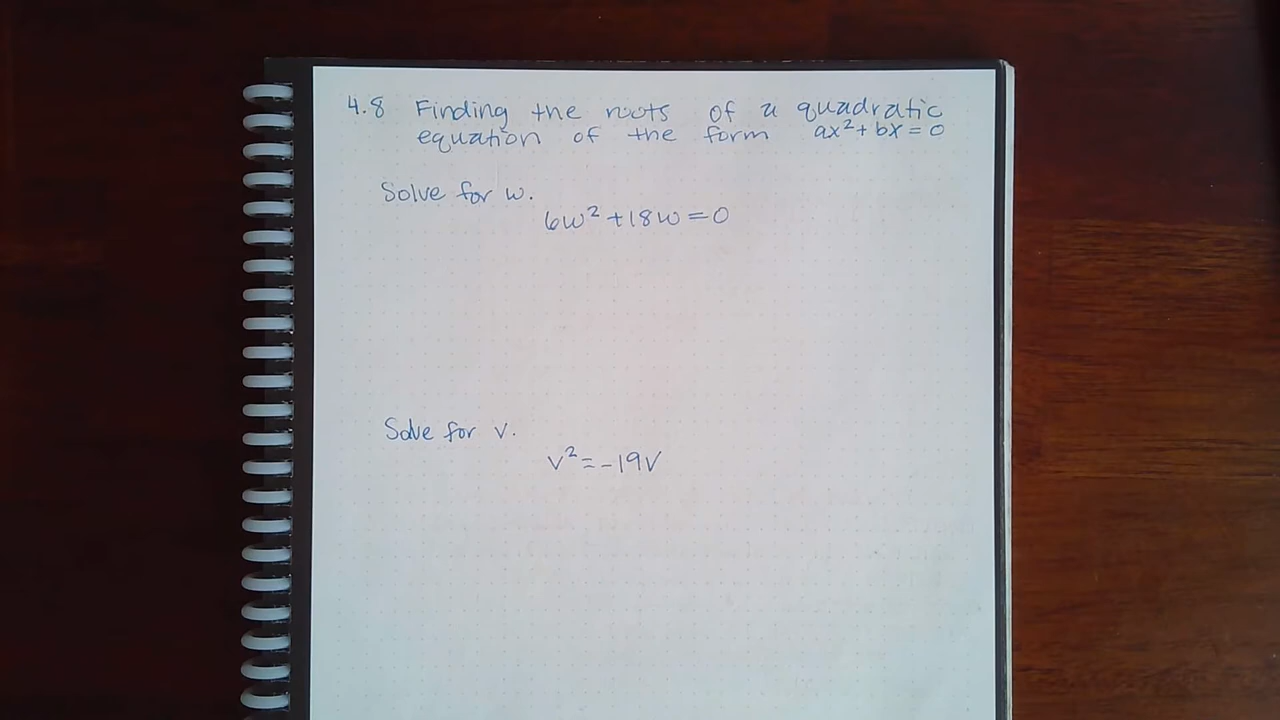 4.8 Finding the roots of a quadratic
equation of the form ax²+bx=0
Solve for w.
6w²+18w=0
Solve for v.
v²=-19v